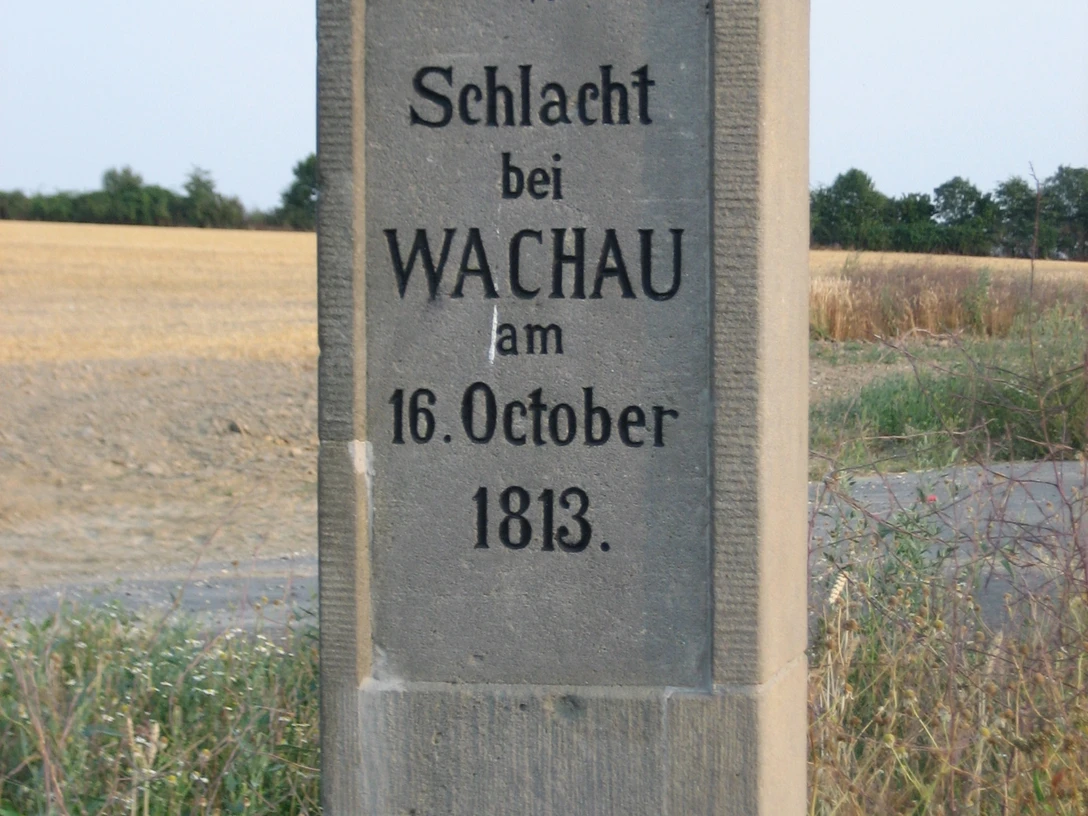 Schlacht
bei
WACHAU
am
16. October
1813.